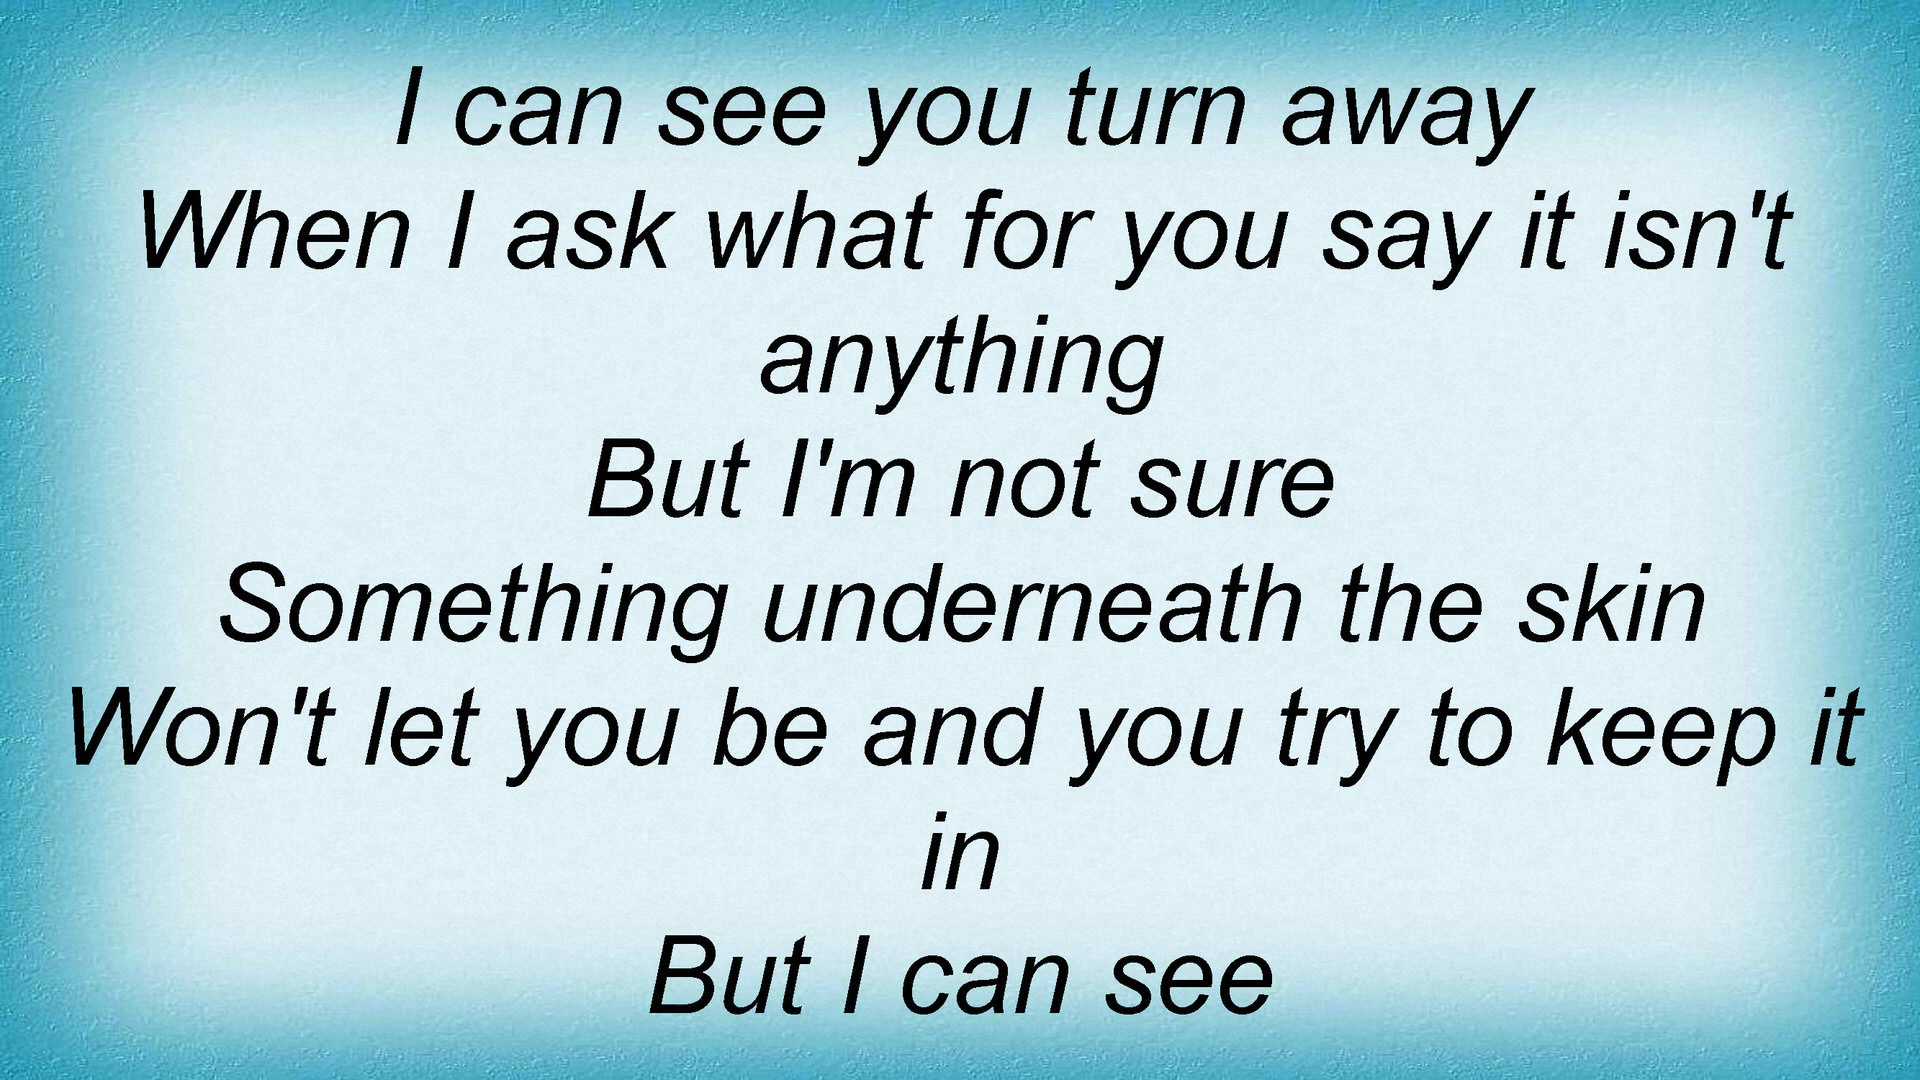 I can see you turn away
When I ask what for you say it isn't
anything
But I'm not sure
Something underneath the skin
Won't let you be and you try to keep it
in
But I can see